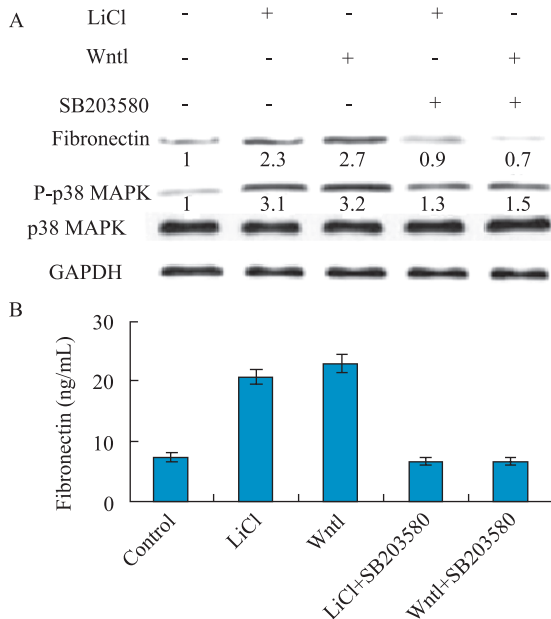 A
LiCl - + - + -
Wntl - - + - +
SB203580 - - - + +
Fibronectin
1 2.3 2.7 0.9 0.7
P-p38 MAPK
1 3.1 3.2 1.3 1.5
p38 MAPK
GAPDH
B
Fibronectin (ng/mL)
30
20
10
0
Control
LiCl
Wntl
LiCl+SB203580
Wntl+SB203580